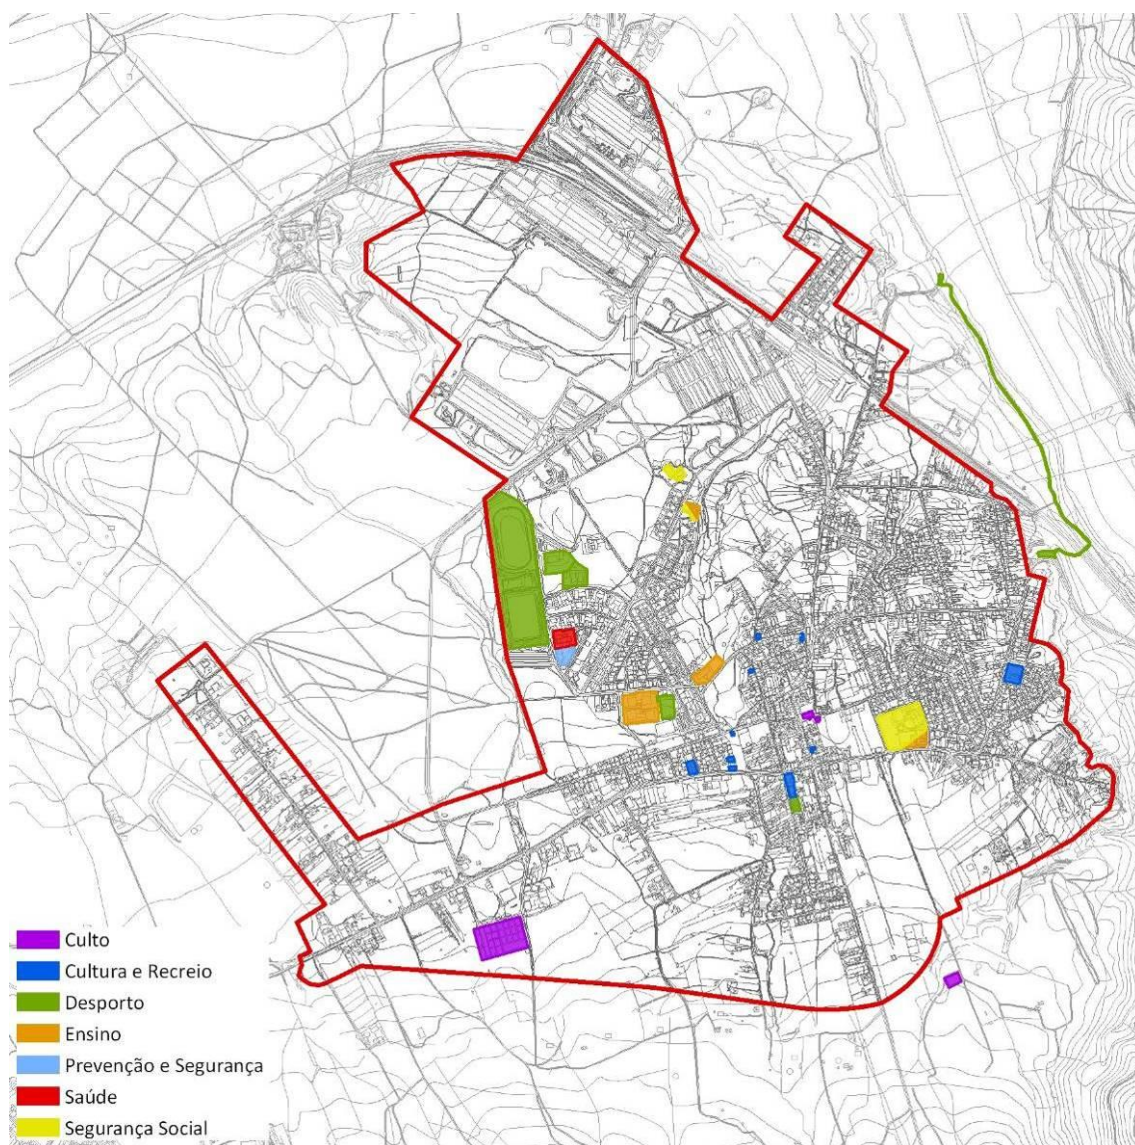 Culto
Cultura e Recreio
Desporto
Ensino
Prevenção e Segurança
Saúde
Segurança Social